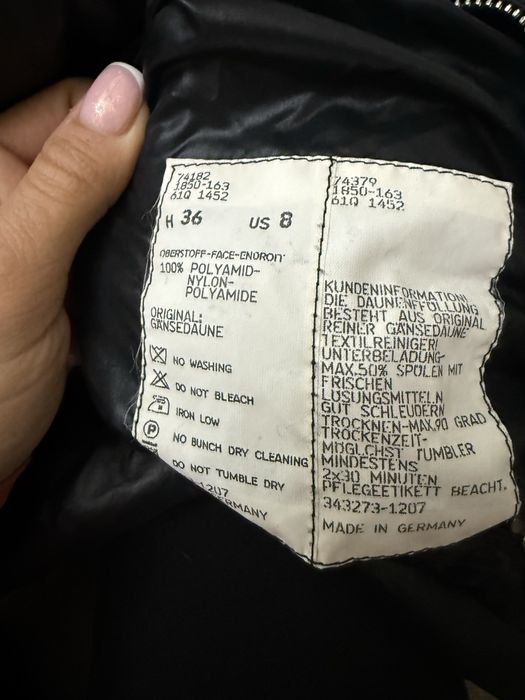 74182
1850-163
61Q 1452
H 36 US 8
OBERSTOFF-FACE-ENDROIT
100% POLYAMID-
NYLON-
POLYAMIDE
ORIGINAL:
GÄNSEDAUNE
NO WASHING
DO NOT BLEACH
IRON LOW
P NO BUNCH DRY CLEANING
DO NOT TUMBLE DRY
1207
ERMANY
74379
1850-163
61Q 1452
KUNDENINFORMATION!
DIE DAUNENFÜLLUNG
BESTEHT AUS ORIGINAL
REINER GÄNSEDAUNE
TEXTILREINIGER!
UNTERBELADUNG-
MAX.50% SPÜLEN MIT
FRISCHEN
LÖSUNGSMITTELN
GUT SCHLEUDERN
TROCKNEN-MAX.90 GRAD
TROCKENZEIT-
MÖGLCHST TUMBLER
MINDESTENS
2x30 MINUTEN
PFLEGEETIKETT BEACHT.
343273-1207
MADE IN GERMANY